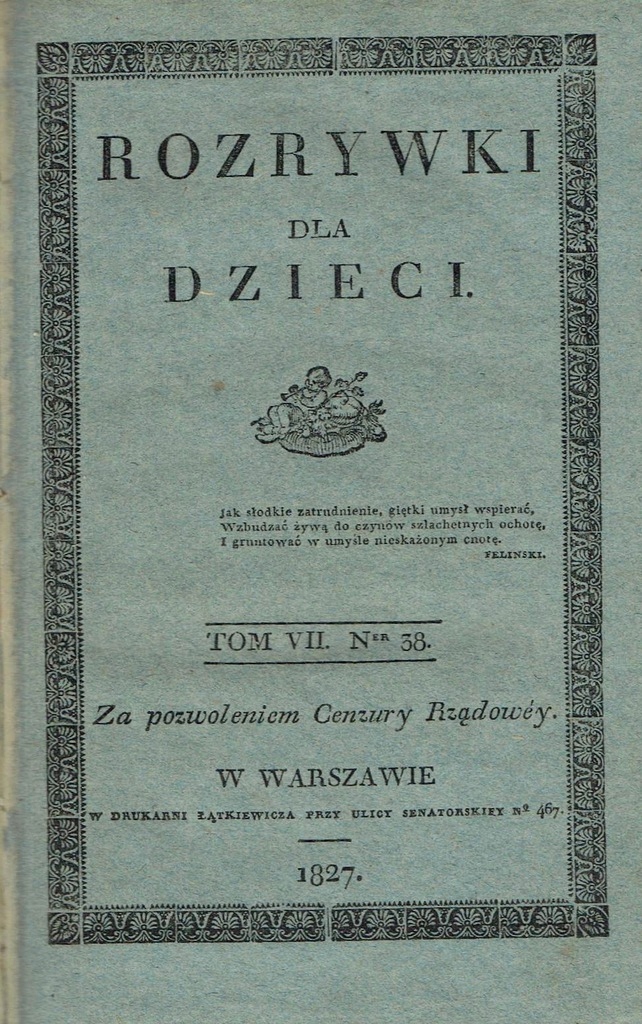 ROZRYWKI
DLA
DZIECI.
Jak słodkie zatrudnienie, giętki umysł wspierać,
Wzbudzać żywą do czynów szlachetnych ochotę,
I gruntować w umyśle nieskażonym cnotę.
FELINSKI.
TOM VII. NER 38.
Za pozwoleniem Cenzury Rządowéy.
W WARSZAWIE
W DRUKARNI ŁĄTKIEWICZA PRZY ULICY SENATORSKIEY No 467.
1827.